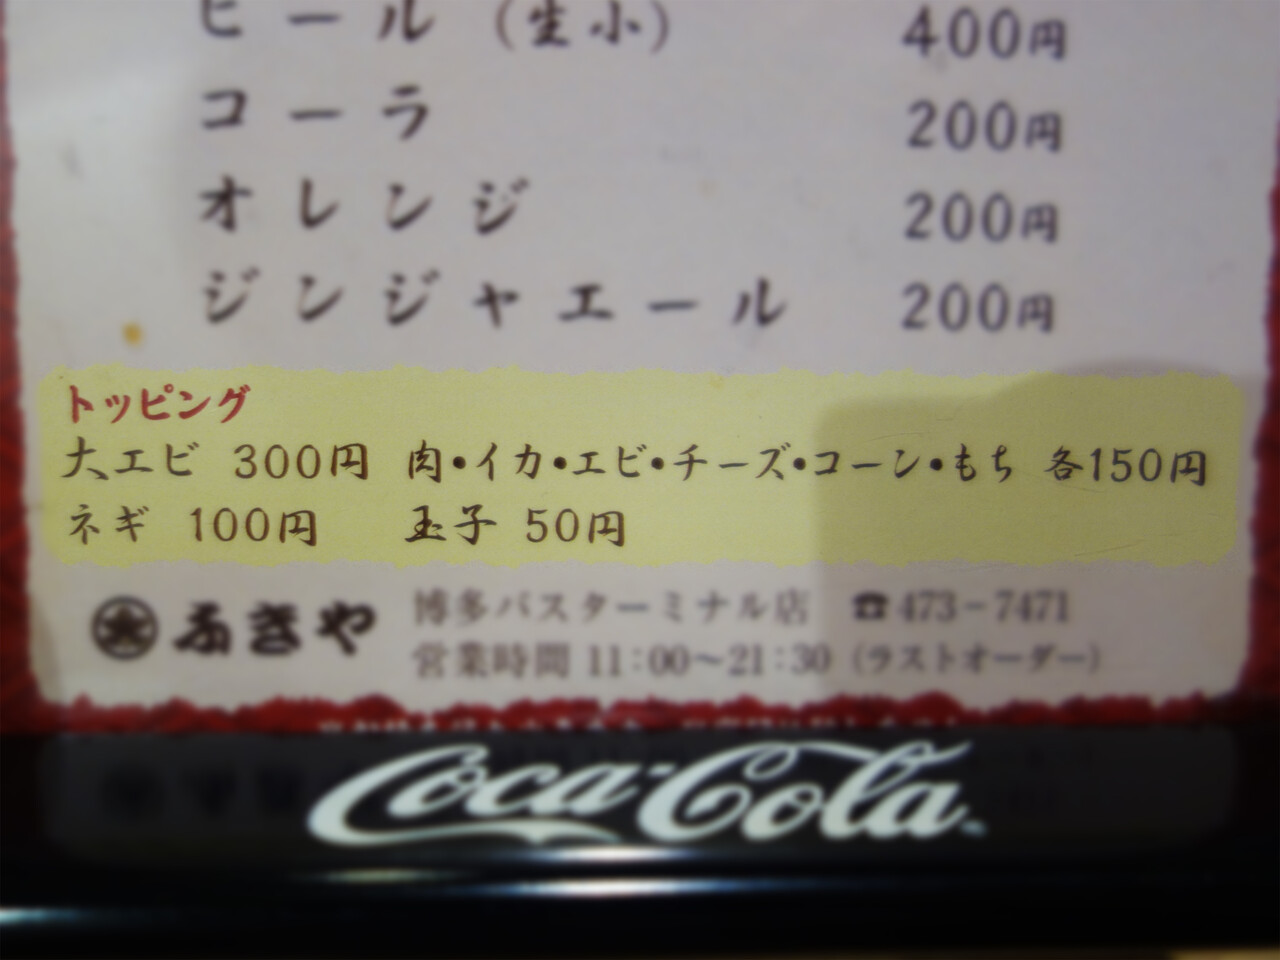 ビール（生小） 400円
コーラ 200円
オレンジ 200円
ジンジャエール 200円
トッピング
大エビ 300円 肉・イカ・エビ・チーズ・コーン・もち 各150円
ネギ 100円 玉子 50円
ふきや 博多バスターミナル店 ☎473-7471
営業時間 11:00〜21:30（ラストオーダー）
Coca-Cola